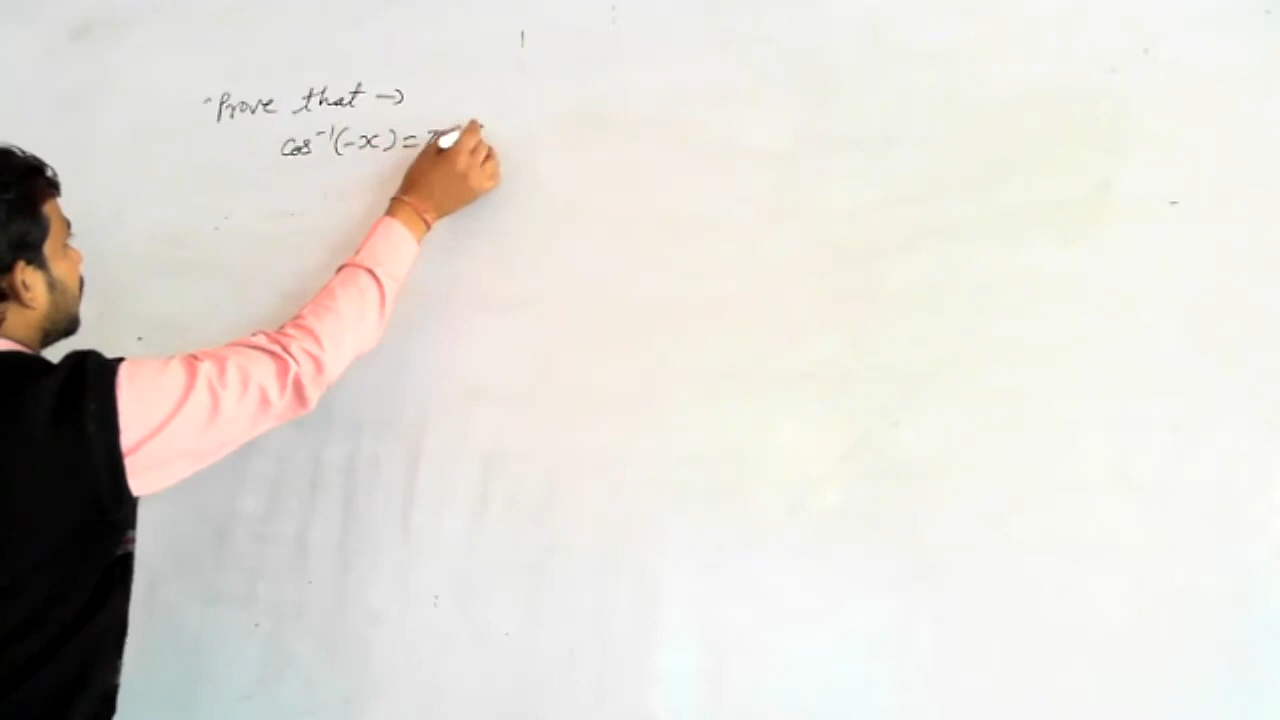 Prove that →
cos⁻¹(-x) = π